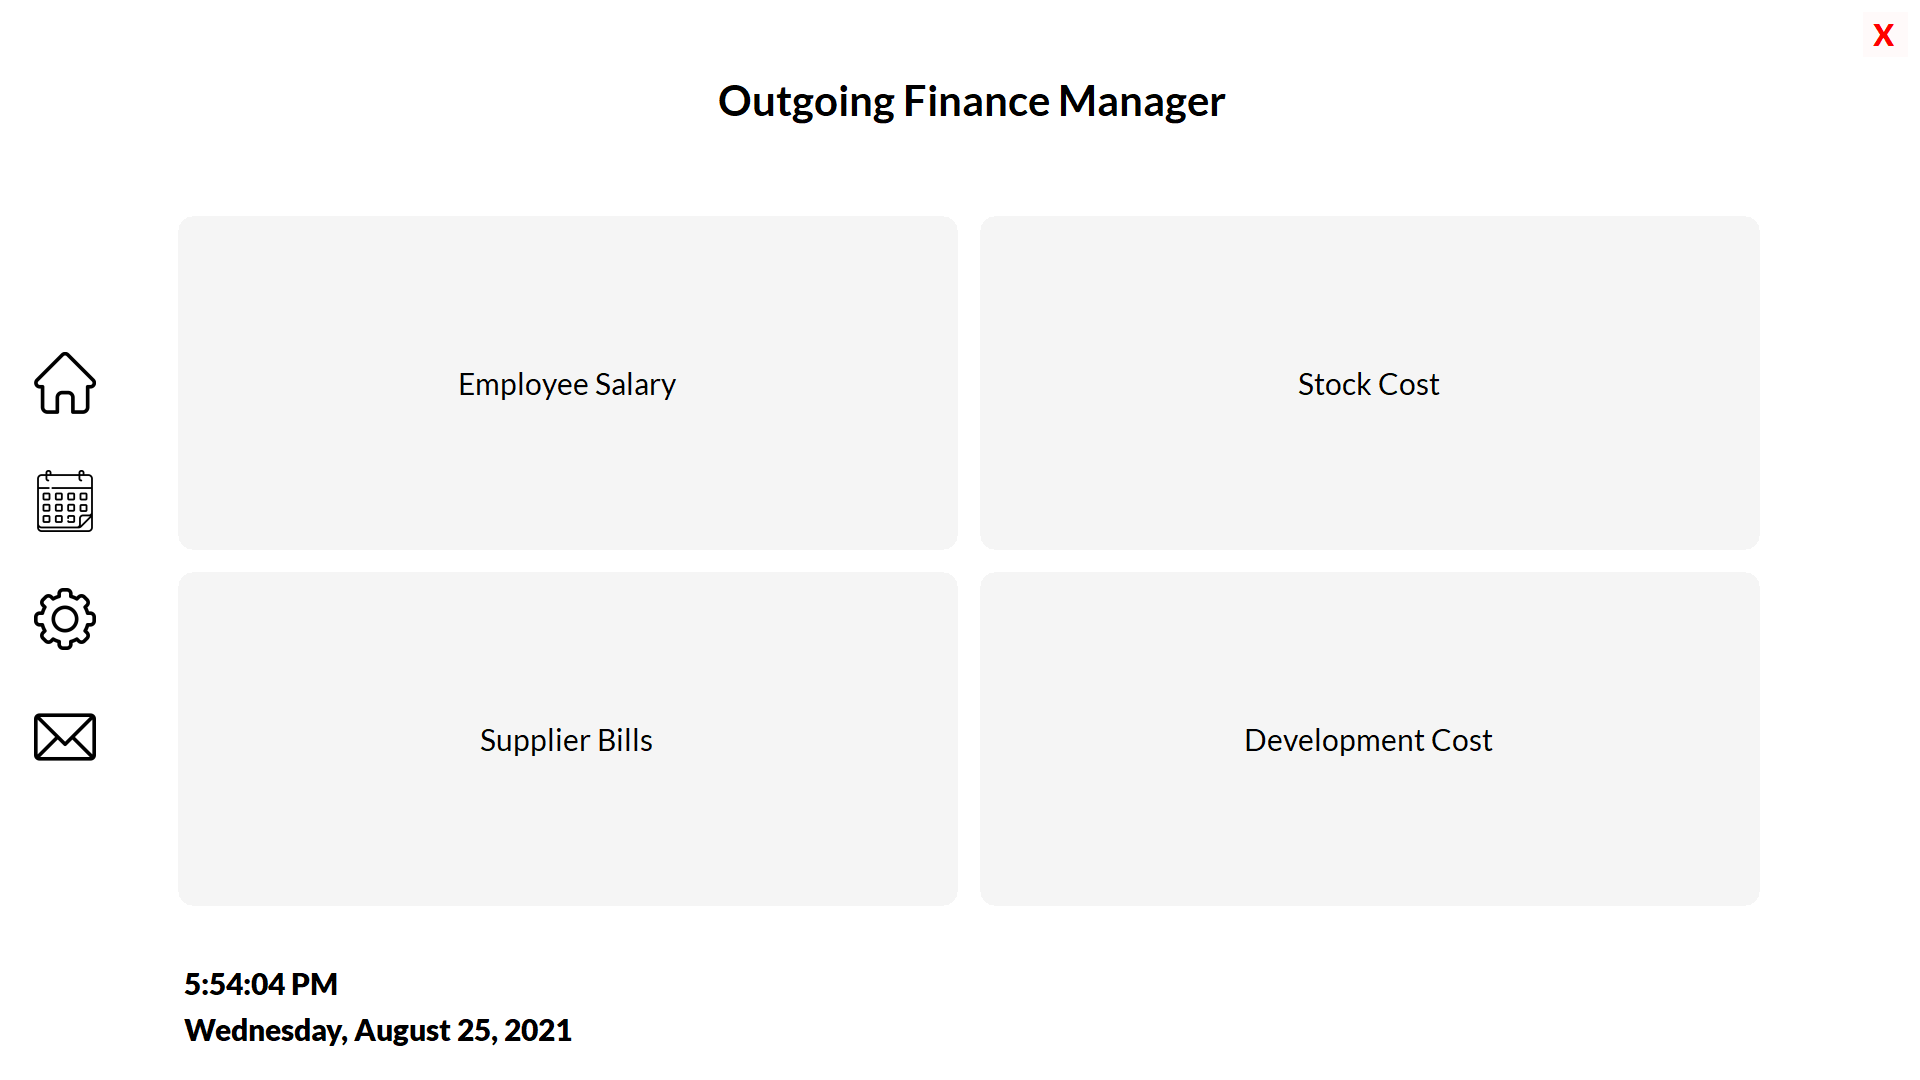 X
Outgoing Finance Manager
Employee Salary
Stock Cost
Supplier Bills
Development Cost
5:54:04 PM
Wednesday, August 25, 2021